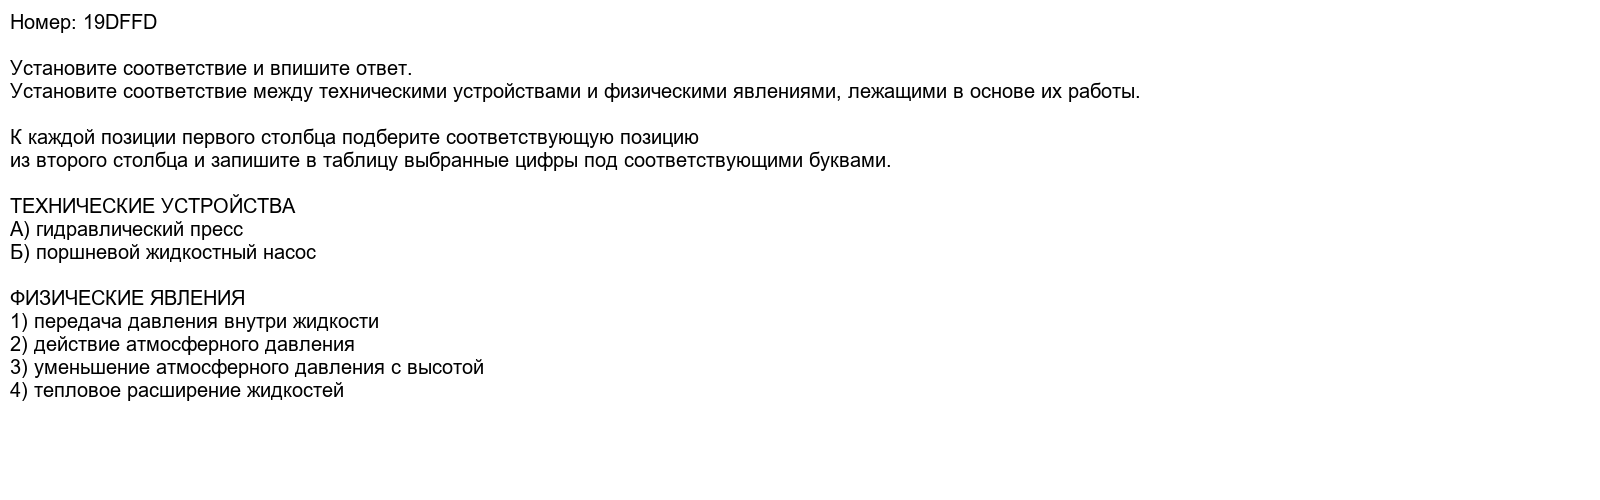 Номер: 19DFFD
Установите соответствие и впишите ответ.
Установите соответствие между техническими устройствами и физическими явлениями, лежащими в основе их работы.
К каждой позиции первого столбца подберите соответствующую позицию
из второго столбца и запишите в таблицу выбранные цифры под соответствующими буквами.
ТЕХНИЧЕСКИЕ УСТРОЙСТВА
А) гидравлический пресс
Б) поршневой жидкостный насос
ФИЗИЧЕСКИЕ ЯВЛЕНИЯ
1) передача давления внутри жидкости
2) действие атмосферного давления
3) уменьшение атмосферного давления с высотой
4) тепловое расширение жидкостей